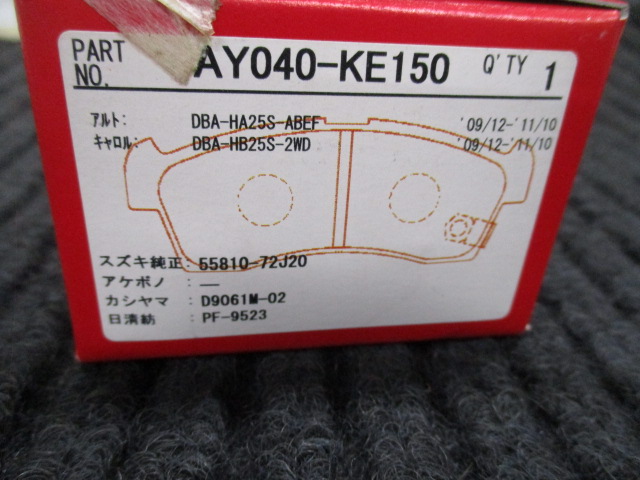 PART NO. AY040-KE150 Q'TY 1
アルト: DBA-HA25S-ABEF '09/12-'11/10
キャロル: DBA-HB25S-2WD '09/12-'11/10
スズキ純正: 55810-72J20
アケボノ : —
カシヤマ : D9061M-02
日清紡 : PF-9523